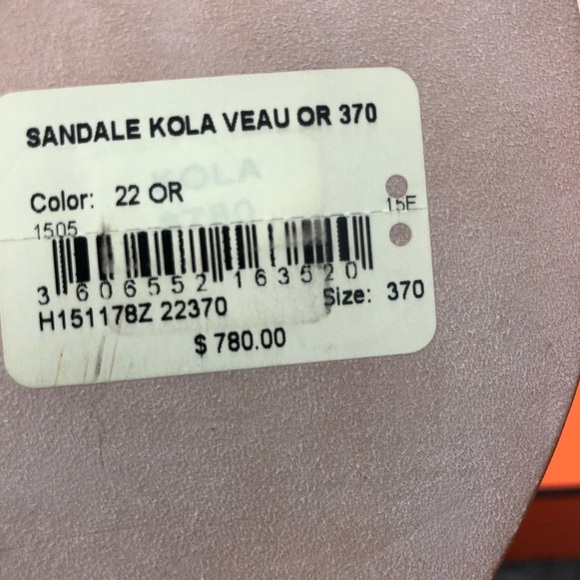 SANDALE KOLA VEAU OR 370
KOLA
Color: 22 OR
1505
15E
3 606552 163520
H151178Z 22370
Size: 370
$ 780.00